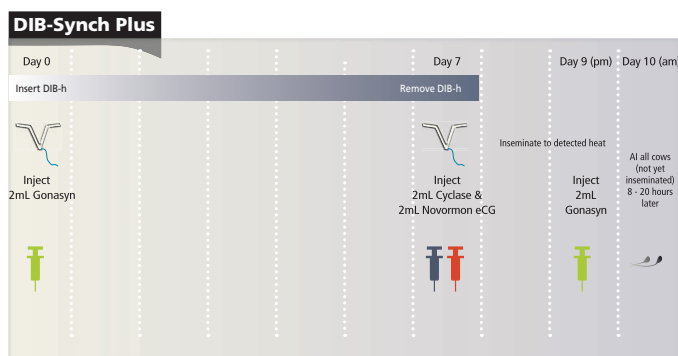 DIB-Synch Plus
Day 0
Day 7
Day 9 (pm)
Day 10 (am)
Insert DIB-h
Remove DIB-h
Inseminate to detected heat
Inject
2mL Gonasyn
Inject
2mL Cyclase &
2mL Novormon eCG
Inject
2mL
Gonasyn
AI all cows
(not yet
inseminated)
8 - 20 hours
later